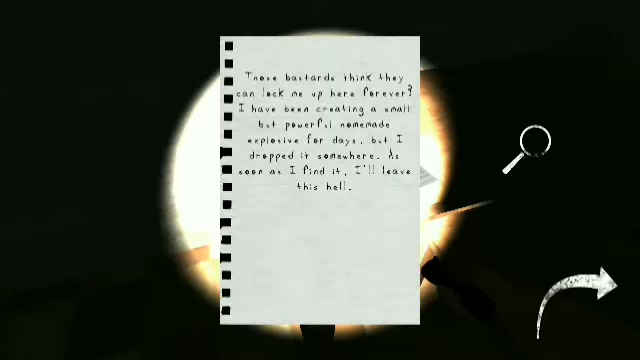 Those bastards think they
can lock me up here forever?
I have been creating a small
but powerful homemade
explosive for days, but I
dropped it somewhere. As
soon as I find it, I'll leave
this hell.